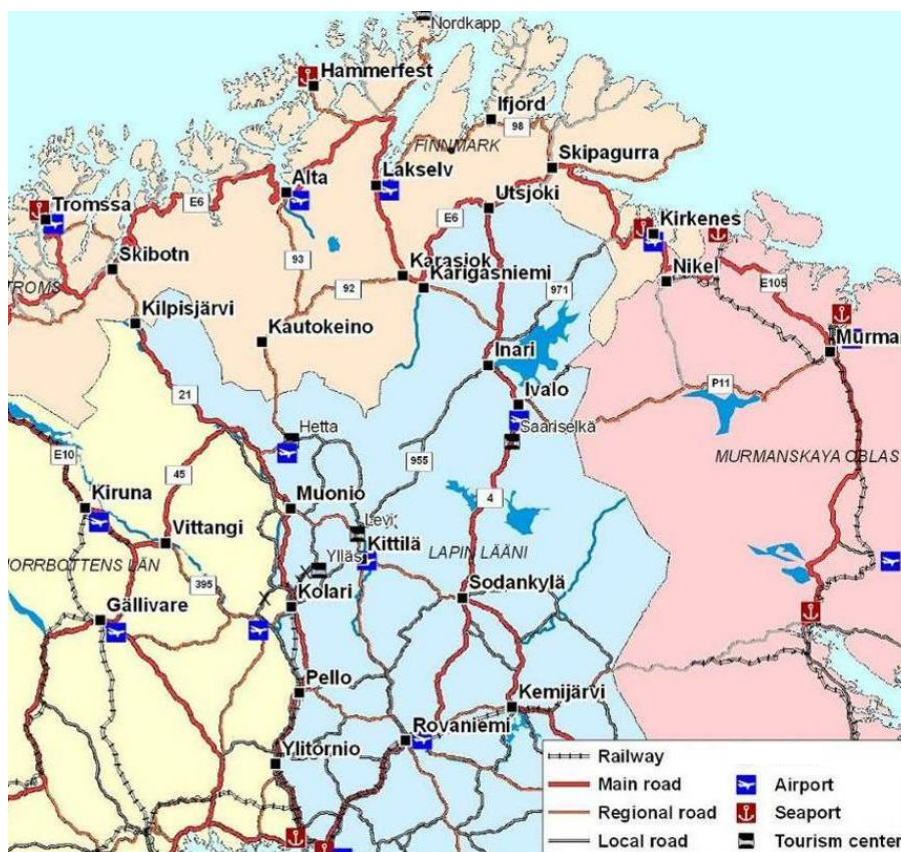 Nordkapp
Hammerfest
Ifjord
98
FINNMARK
Skipagurra
Alta
Lakselv
Utsjoki
E6
Tromssa
E6
Kirkenes
Skibotn
93
Karasjok
Karigasniemi
Nikel
TROMS
92
971
E105
Kilpisjärvi
Kautokeino
Murman
Inari
21
Ivalo
P11
Hetta
Saariselkä
E10
45
955
MURMANSKAYA OBLAS
Kiruna
Muonio
4
Vittangi
Levi
Ylläs
Kittilä
LAPIN LÄÄNI
NORRBOTTENS LÄN
395
Kolari
Sodankylä
Gällivare
Pello
Kemijärvi
Rovaniemi
Ylitornio
Railway
Main road
Airport
Regional road
Seaport
Local road
Tourism center